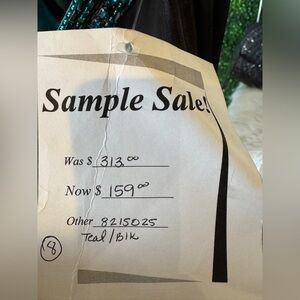 Sample Sale!
Was $ 313.00
Now $ 159.00
Other 8215025
Teal/Blk
8